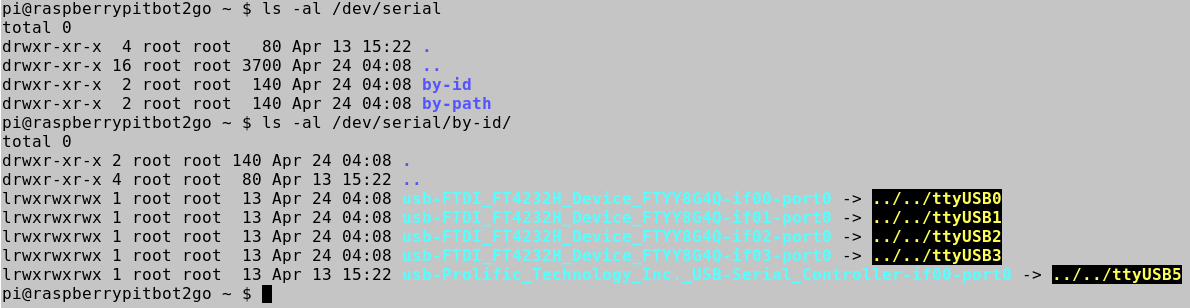 pi@raspberrypitbot2go ~ $ ls -al /dev/serial
total 0
drwxr-xr-x  4 root root   80 Apr 13 15:22 .
drwxr-xr-x 16 root root 3700 Apr 24 04:08 ..
drwxr-xr-x  2 root root  140 Apr 24 04:08 by-id
drwxr-xr-x  2 root root  140 Apr 24 04:08 by-path
pi@raspberrypitbot2go ~ $ ls -al /dev/serial/by-id/
total 0
drwxr-xr-x 2 root root 140 Apr 24 04:08 .
drwxr-xr-x 4 root root  80 Apr 13 15:22 ..
lrwxrwxrwx 1 root root  13 Apr 24 04:08 usb-FTDI_FT4232H_Device_FTYY8G4Q-if00-port0 -> ../../ttyUSB0
lrwxrwxrwx 1 root root  13 Apr 24 04:08 usb-FTDI_FT4232H_Device_FTYY8G4Q-if01-port0 -> ../../ttyUSB1
lrwxrwxrwx 1 root root  13 Apr 24 04:08 usb-FTDI_FT4232H_Device_FTYY8G4Q-if02-port0 -> ../../ttyUSB2
lrwxrwxrwx 1 root root  13 Apr 24 04:08 usb-FTDI_FT4232H_Device_FTYY8G4Q-if03-port0 -> ../../ttyUSB3
lrwxrwxrwx 1 root root  13 Apr 13 15:22 usb-Prolific_Technology_Inc._USB-Serial_Controller-if00-port0 -> ../../ttyUSB5
pi@raspberrypitbot2go ~ $